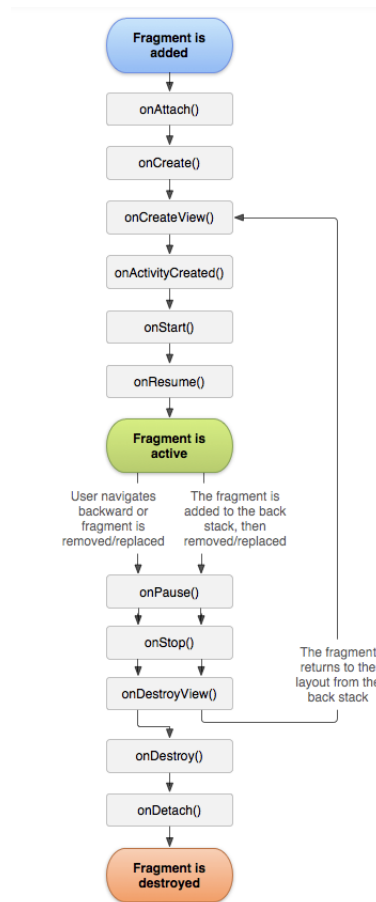 Fragment is
added
onAttach()
onCreate()
onCreateView()
onActivityCreated()
onStart()
onResume()
Fragment is
active
User navigates
backward or
fragment is
removed/replaced
The fragment is
added to the back
stack, then
removed/replaced
onPause()
onStop()
onDestroyView()
The fragment
returns to the
layout from the
back stack
onDestroy()
onDetach()
Fragment is
destroyed